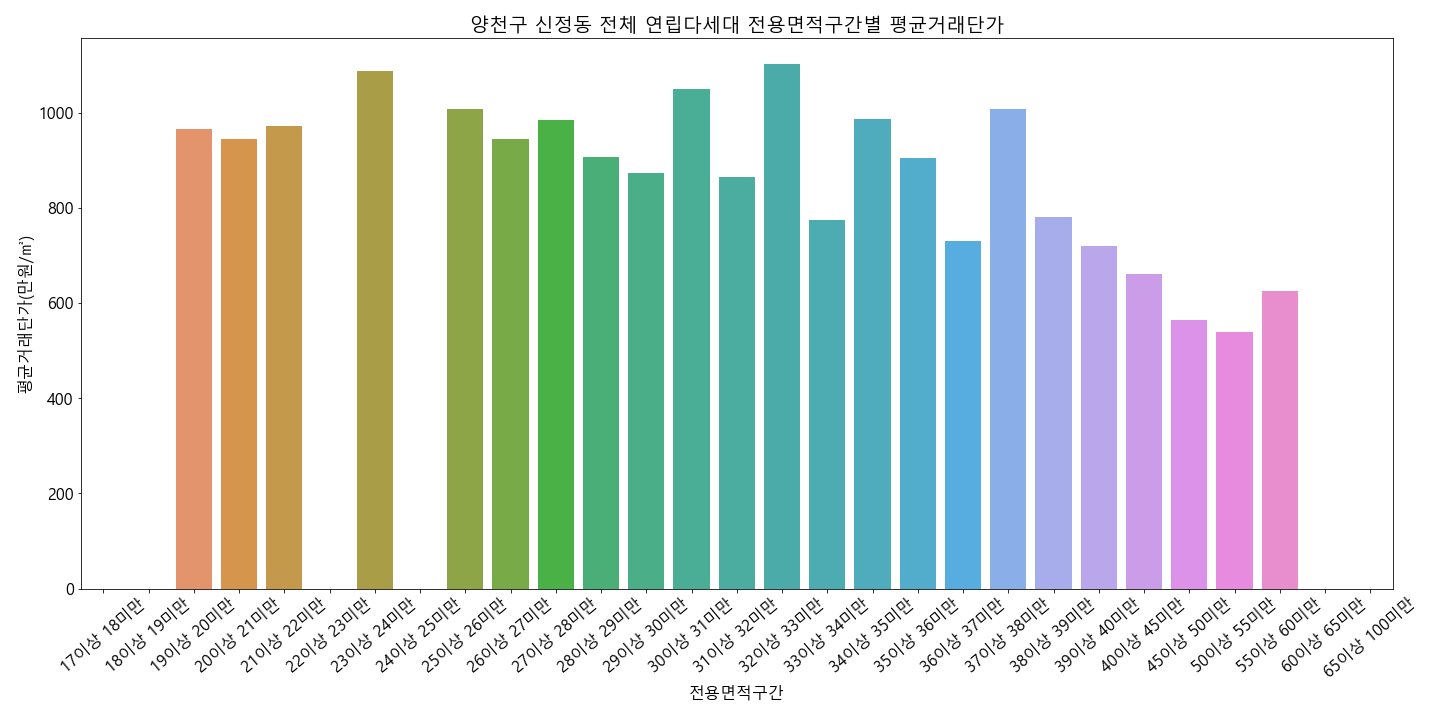 양천구 신정동 전체 연립다세대 전용면적구간별 평균거래단가
평균거래단가(만원/㎡)
1000
800
600
400
200
0
17이상 18미만
18이상 19미만
19이상 20미만
20이상 21미만
21이상 22미만
22이상 23미만
23이상 24미만
24이상 25미만
25이상 26미만
26이상 27미만
27이상 28미만
28이상 29미만
29이상 30미만
30이상 31미만
31이상 32미만
32이상 33미만
33이상 34미만
34이상 35미만
35이상 36미만
36이상 37미만
37이상 38미만
38이상 39미만
39이상 40미만
40이상 45미만
45이상 50미만
50이상 55미만
55이상 60미만
60이상 65미만
65이상 100미만
전용면적구간